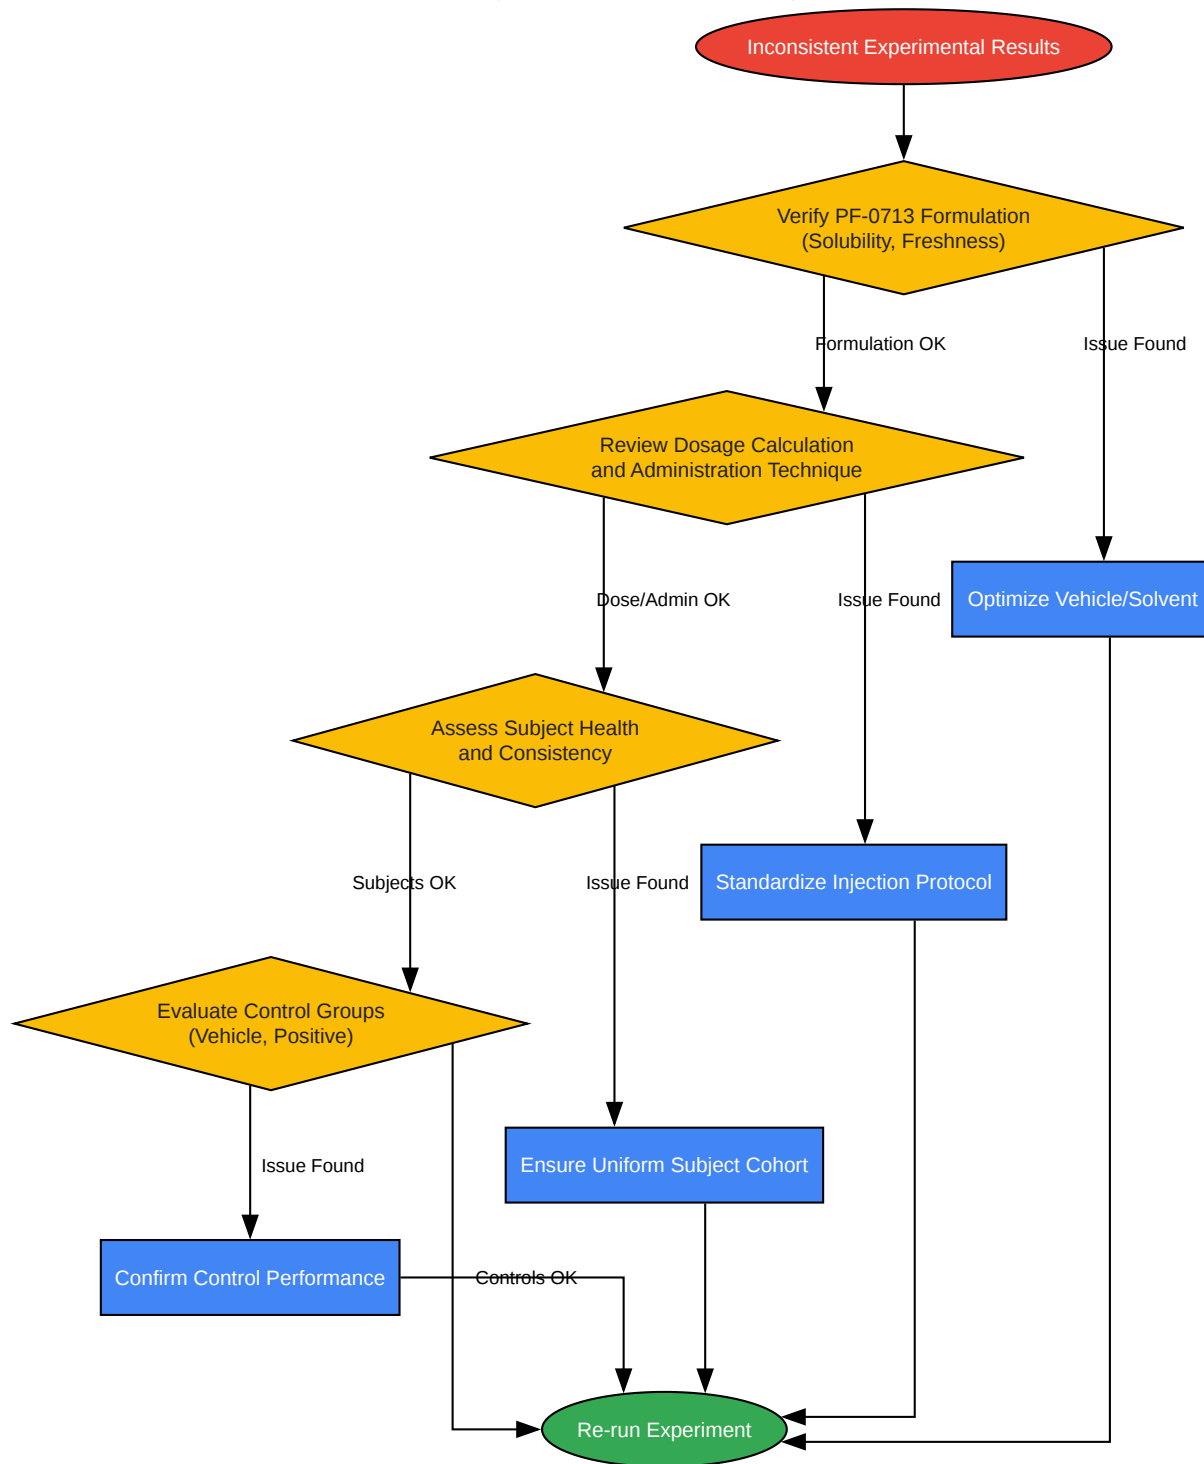 Inconsistent Experimental Results
Verify PF-0713 Formulation
(Solubility, Freshness)
Formulation OK
Issue Found
Review Dosage Calculation
and Administration Technique
Dose/Admin OK
Issue Found
Optimize Vehicle/Solvent
Assess Subject Health
and Consistency
Subjects OK
Issue Found
Standardize Injection Protocol
Evaluate Control Groups
(Vehicle, Positive)
Issue Found
Ensure Uniform Subject Cohort
Confirm Control Performance
Controls OK
Re-run Experiment